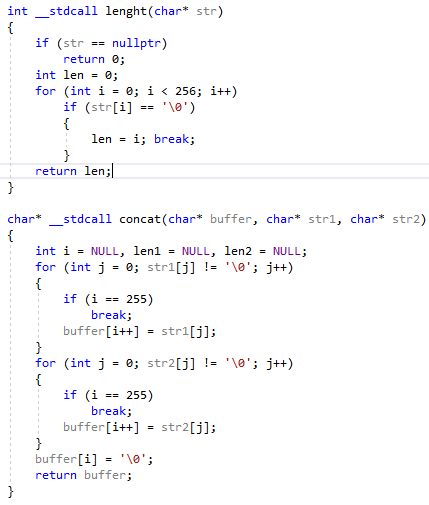 int __stdcall lenght(char* str)
{
    if (str == nullptr)
        return 0;
    int len = 0;
    for (int i = 0; i < 256; i++)
        if (str[i] == '\0')
        {
            len = i; break;
        }
    return len;
}

char* __stdcall concat(char* buffer, char* str1, char* str2)
{
    int i = NULL, len1 = NULL, len2 = NULL;
    for (int j = 0; str1[j] != '\0'; j++)
    {
        if (i == 255)
            break;
        buffer[i++] = str1[j];
    }
    for (int j = 0; str2[j] != '\0'; j++)
    {
        if (i == 255)
            break;
        buffer[i++] = str2[j];
    }
    buffer[i] = '\0';
    return buffer;
}